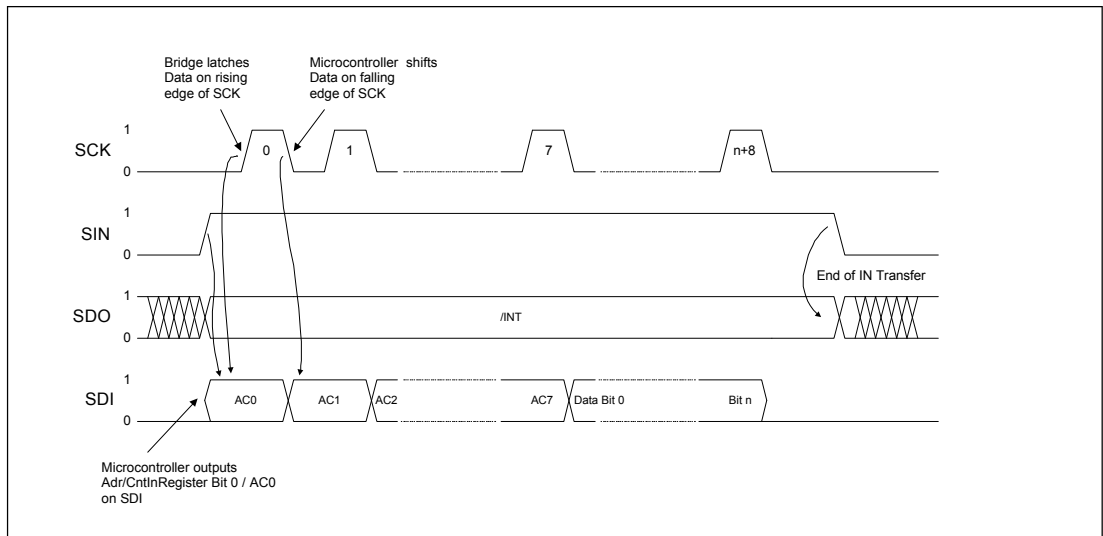 Bridge latches
Data on rising
edge of SCK
Microcontroller shifts
Data on falling
edge of SCK
SCK
1
0
0
1
7
n+8
SIN
1
0
End of IN Transfer
SDO
1
0
/INT
SDI
1
0
AC0
AC1
AC2
AC7
Data Bit 0
Bit n
Microcontroller outputs
Adr/CntInRegister Bit 0 / AC0
on SDI